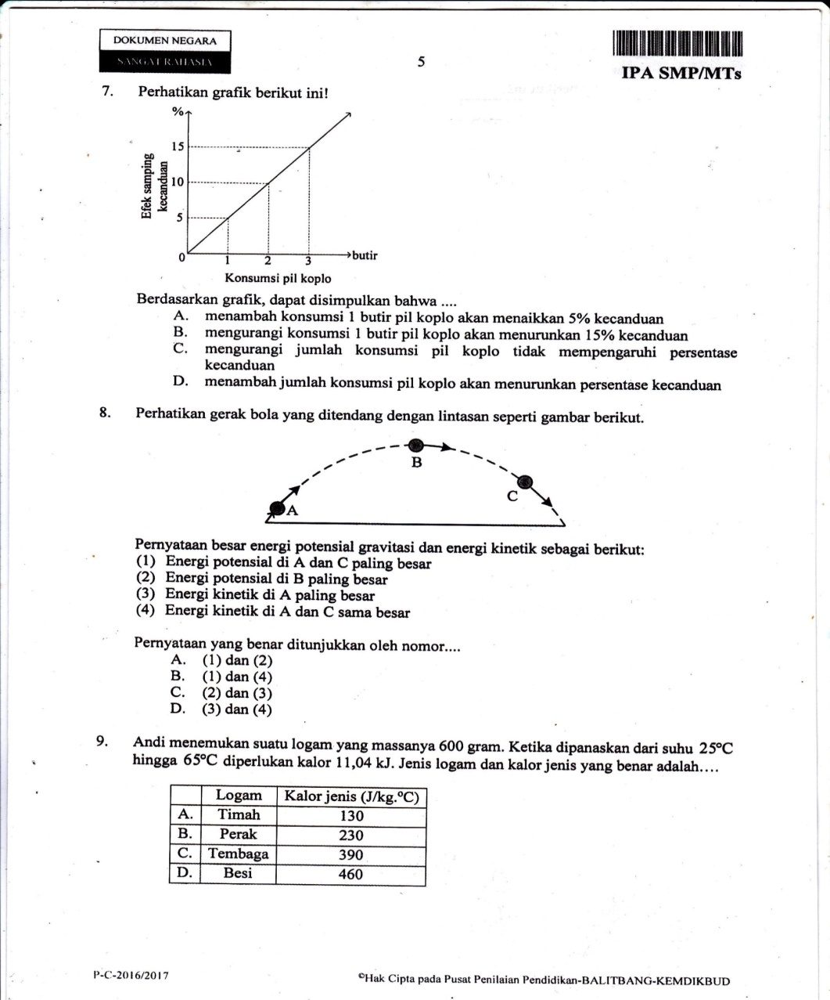 DOKUMEN NEGARA
SANGAT RAHASIA
5
IPA SMP/MTs
7. Perhatikan grafik berikut ini!
%
15
10
5
0
1 2 3
butir
Efek samping
kecanduan
Konsumsi pil koplo
Berdasarkan grafik, dapat disimpulkan bahwa ....
A. menambah konsumsi 1 butir pil koplo akan menaikkan 5% kecanduan
B. mengurangi konsumsi 1 butir pil koplo akan menurunkan 15% kecanduan
C. mengurangi jumlah konsumsi pil koplo tidak mempengaruhi persentase
kecanduan
D. menambah jumlah konsumsi pil koplo akan menurunkan persentase kecanduan
8. Perhatikan gerak bola yang ditendang dengan lintasan seperti gambar berikut.
B
C
A
Pernyataan besar energi potensial gravitasi dan energi kinetik sebagai berikut:
(1) Energi potensial di A dan C paling besar
(2) Energi potensial di B paling besar
(3) Energi kinetik di A paling besar
(4) Energi kinetik di A dan C sama besar
Pernyataan yang benar ditunjukkan oleh nomor....
A. (1) dan (2)
B. (1) dan (4)
C. (2) dan (3)
D. (3) dan (4)
9. Andi menemukan suatu logam yang massanya 600 gram. Ketika dipanaskan dari suhu 25°C
hingga 65°C diperlukan kalor 11,04 kJ. Jenis logam dan kalor jenis yang benar adalah....
Logam Kalor jenis (J/kg.°C)
A. Timah 130
B. Perak 230
C. Tembaga 390
D. Besi 460
P-C-2016/2017
©Hak Cipta pada Pusat Penilaian Pendidikan-BALITBANG-KEMDIKBUD